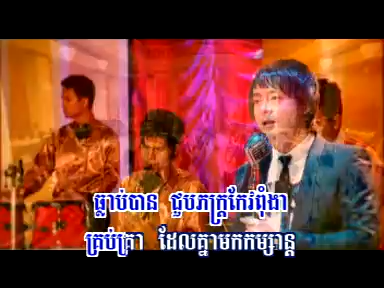 ធ្លាប់បាន ជួបភក្ត្រកែវពុំងា
គ្រប់គ្រា ដែលគ្នាមកកម្សាន្ត